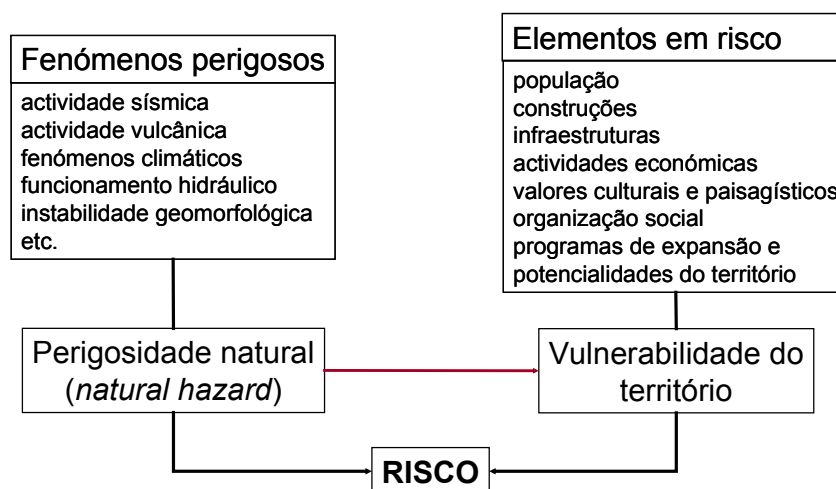 Fenómenos perigosos
actividade sísmica
actividade vulcânica
fenómenos climáticos
funcionamento hidráulico
instabilidade geomorfológica
etc.
Elementos em risco
população
construções
infraestruturas
actividades económicas
valores culturais e paisagísticos
organização social
programas de expansão e
potencialidades do território
Perigosidade natural
(natural hazard)
Vulnerabilidade do
território
RISCO